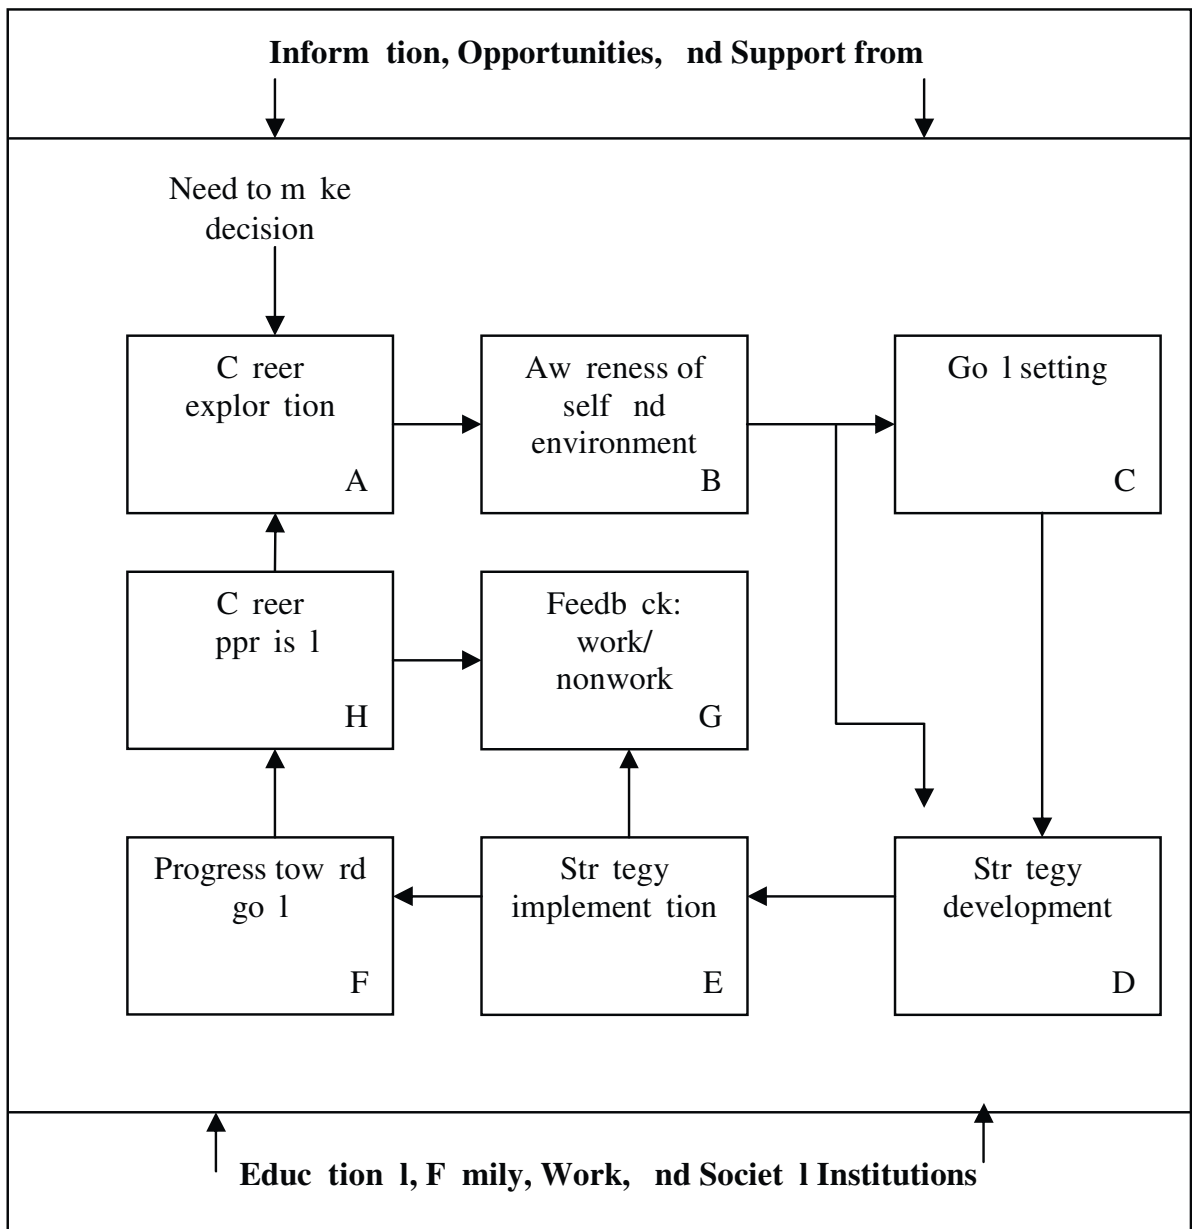 Inform tion, Opportunities, nd Support from
Need to m ke
decision
C reer
explor tion
A
Aw reness of
self nd
environment
B
Go l setting
C
C reer
ppr is l
H
Feedb ck:
work/
nonwork
G
Progress tow rd
go l
F
Str tegy
implement tion
E
Str tegy
development
D
Educ tion l, F mily, Work, nd Societ l Institutions